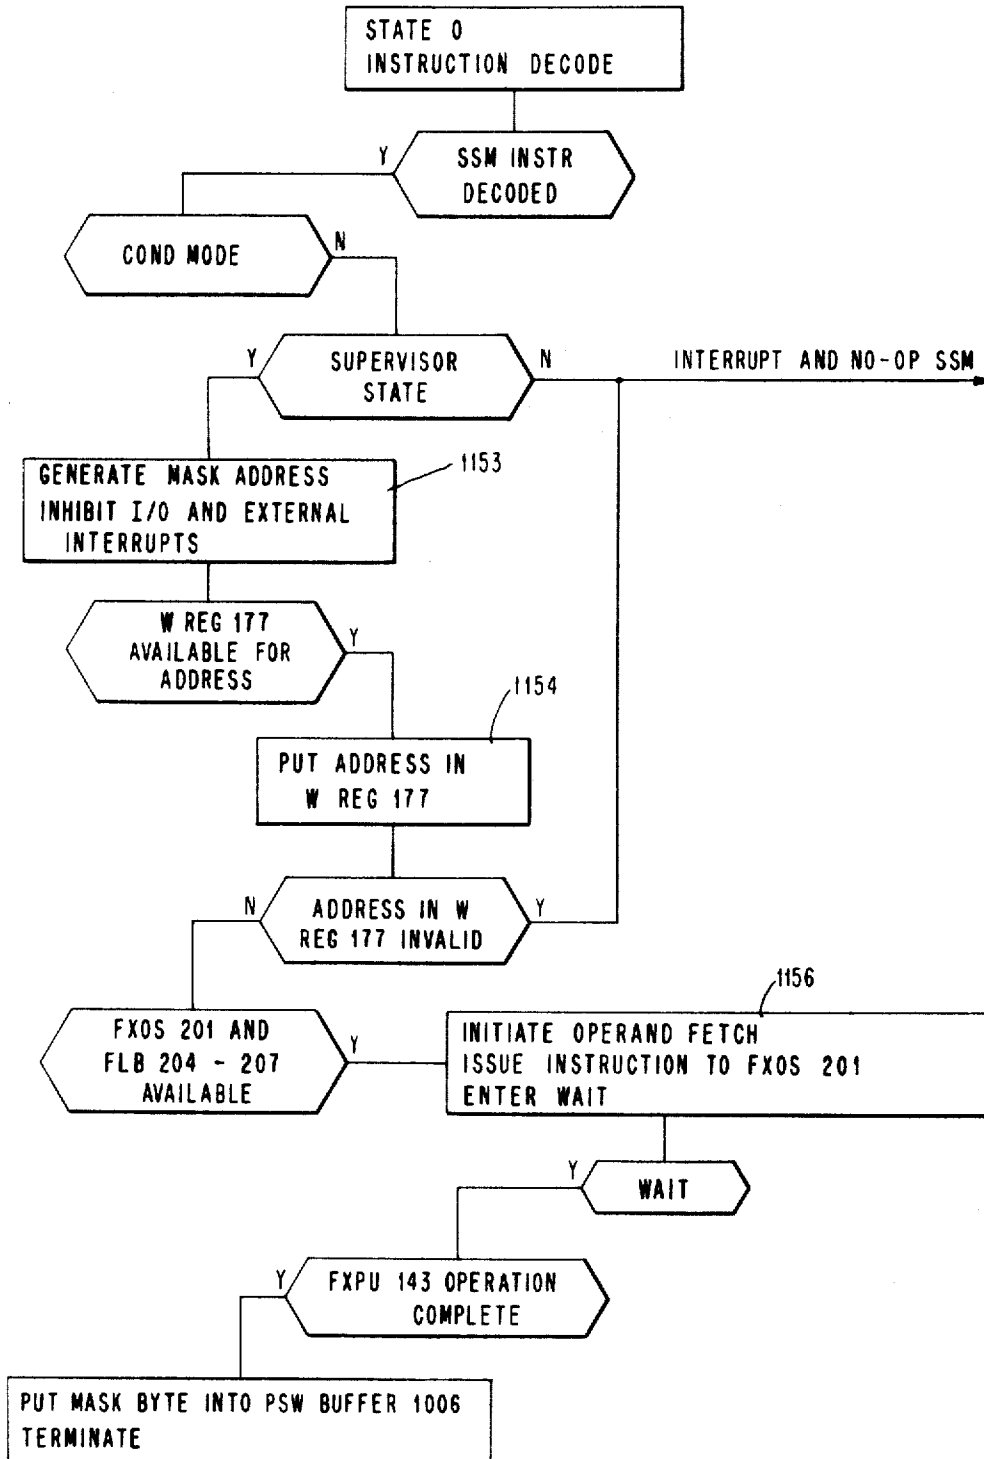 STATE 0
INSTRUCTION DECODE
Y
SSM INSTR
DECODED
COND MODE
N
Y
SUPERVISOR
STATE
N
INTERRUPT AND NO-OP SSM
1153
GENERATE MASK ADDRESS
INHIBIT I/O AND EXTERNAL
INTERRUPTS
W REG 177
AVAILABLE FOR
ADDRESS
Y
1154
PUT ADDRESS IN
W REG 177
N
ADDRESS IN W
REG 177 INVALID
Y
1156
FXOS 201 AND
FLB 204 - 207
AVAILABLE
Y
INITIATE OPERAND FETCH
ISSUE INSTRUCTION TO FXOS 201
ENTER WAIT
Y
WAIT
Y
FXPU 143 OPERATION
COMPLETE
PUT MASK BYTE INTO PSW BUFFER 1006
TERMINATE